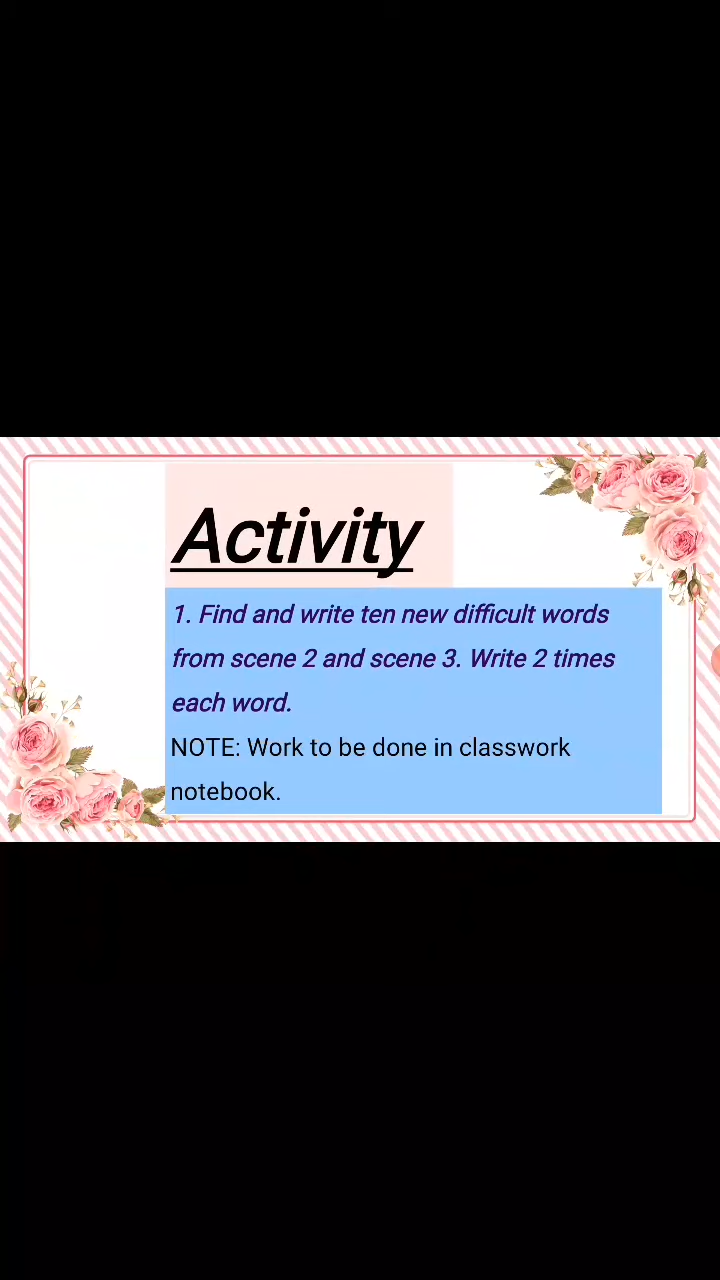 Activity
1. Find and write ten new difficult words
from scene 2 and scene 3. Write 2 times
each word.
NOTE: Work to be done in classwork
notebook.